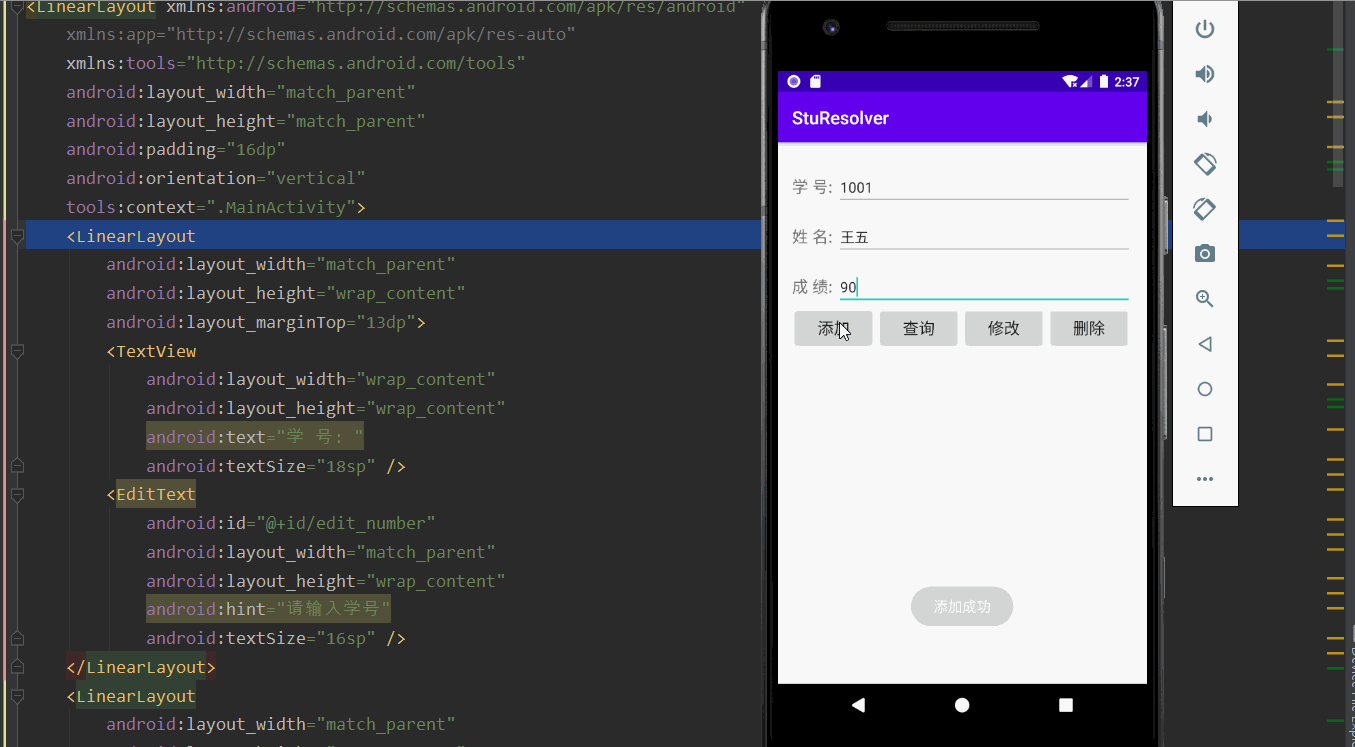 <LinearLayout xmlns:android="http://schemas.android.com/apk/res/android"
xmlns:app="http://schemas.android.com/apk/res-auto"
xmlns:tools="http://schemas.android.com/tools"
android:layout_width="match_parent"
android:layout_height="match_parent"
android:padding="16dp"
android:orientation="vertical"
tools:context=".MainActivity">
<LinearLayout
android:layout_width="match_parent"
android:layout_height="wrap_content"
android:layout_marginTop="13dp">
<TextView
android:layout_width="wrap_content"
android:layout_height="wrap_content"
android:text="学 号: "
android:textSize="18sp" />
<EditText
android:id="@+id/edit_number"
android:layout_width="match_parent"
android:layout_height="wrap_content"
android:hint="请输入学号"
android:textSize="16sp" />
</LinearLayout>
<LinearLayout
android:layout_width="match_parent"
2:37
StuResolver
学 号: 1001
姓 名: 王五
成 绩: 90
添加 查询 修改 删除
添加成功